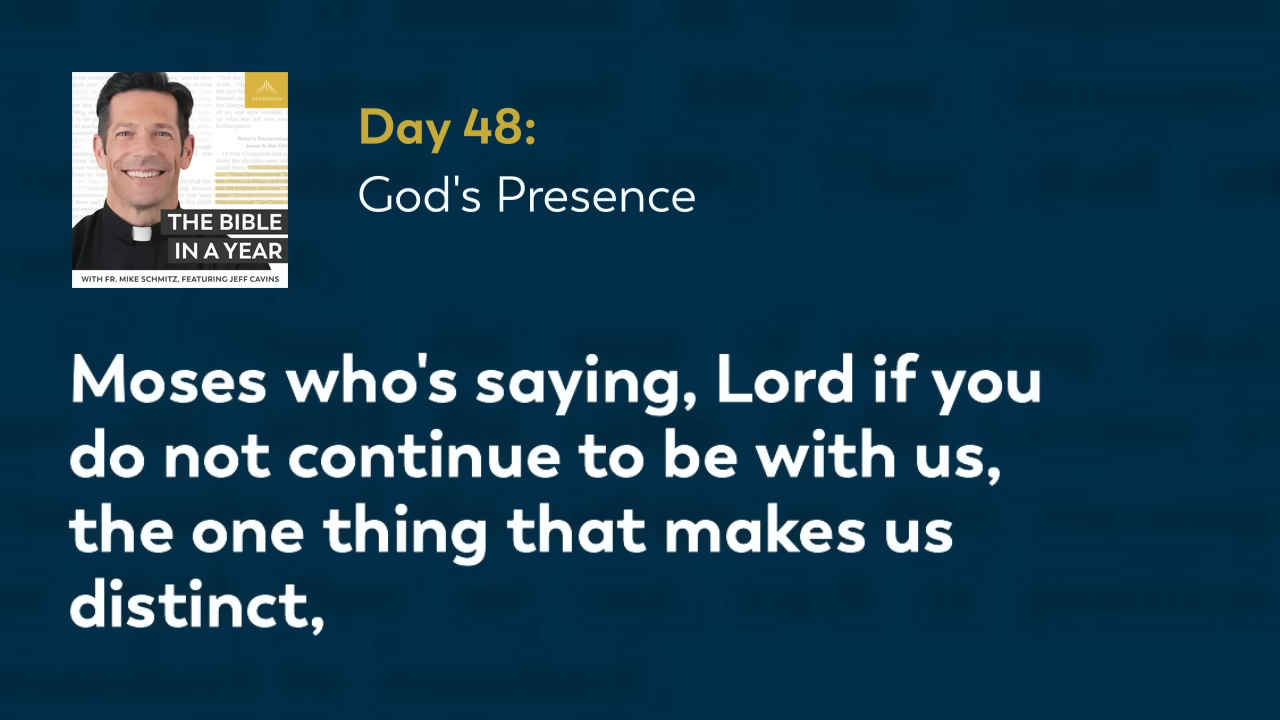 ASCENSION
THE BIBLE
IN A YEAR
WITH FR. MIKE SCHMITZ, FEATURING JEFF CAVINS
Day 48:
God's Presence
Moses who's saying, Lord if you
do not continue to be with us,
the one thing that makes us
distinct,